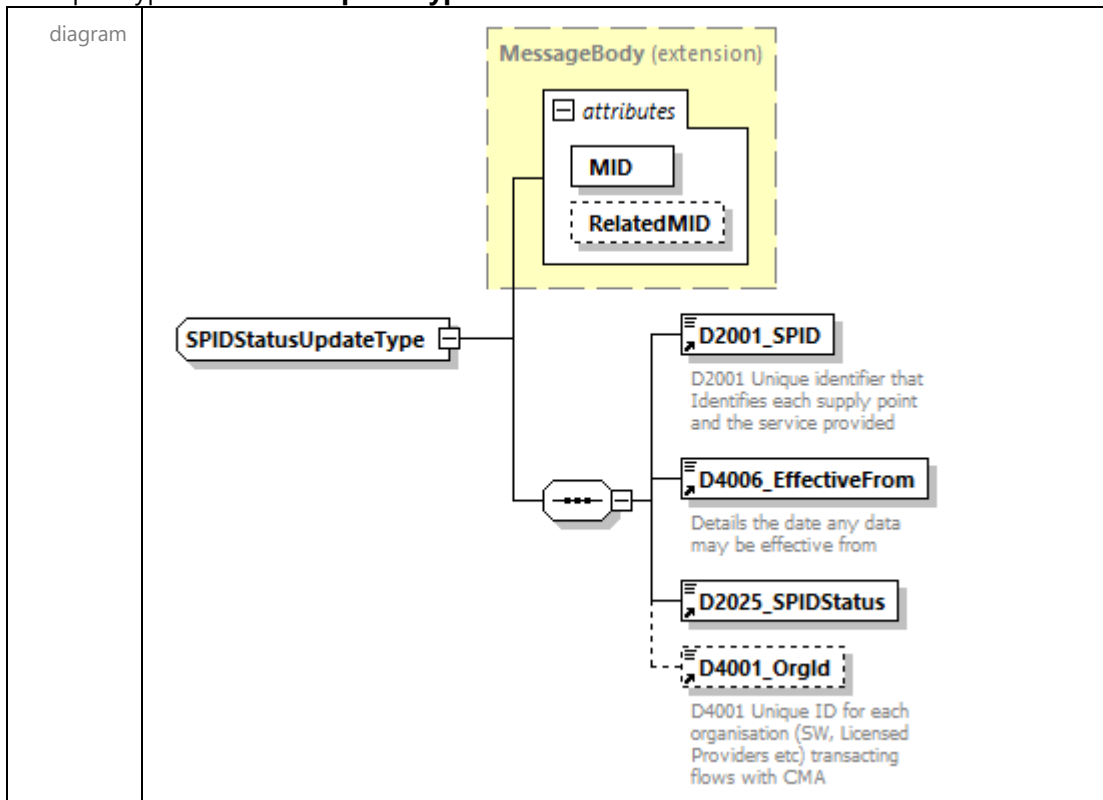 diagram
MessageBody (extension)
attributes
MID
RelatedMID
SPIDStatusUpdateType
D2001_SPID
D2001 Unique identifier that
Identifies each supply point
and the service provided
D4006_EffectiveFrom
Details the date any data
may be effective from
D2025_SPIDStatus
D4001_OrgId
D4001 Unique ID for each
organisation (SW, Licensed
Providers etc) transacting
flows with CMA